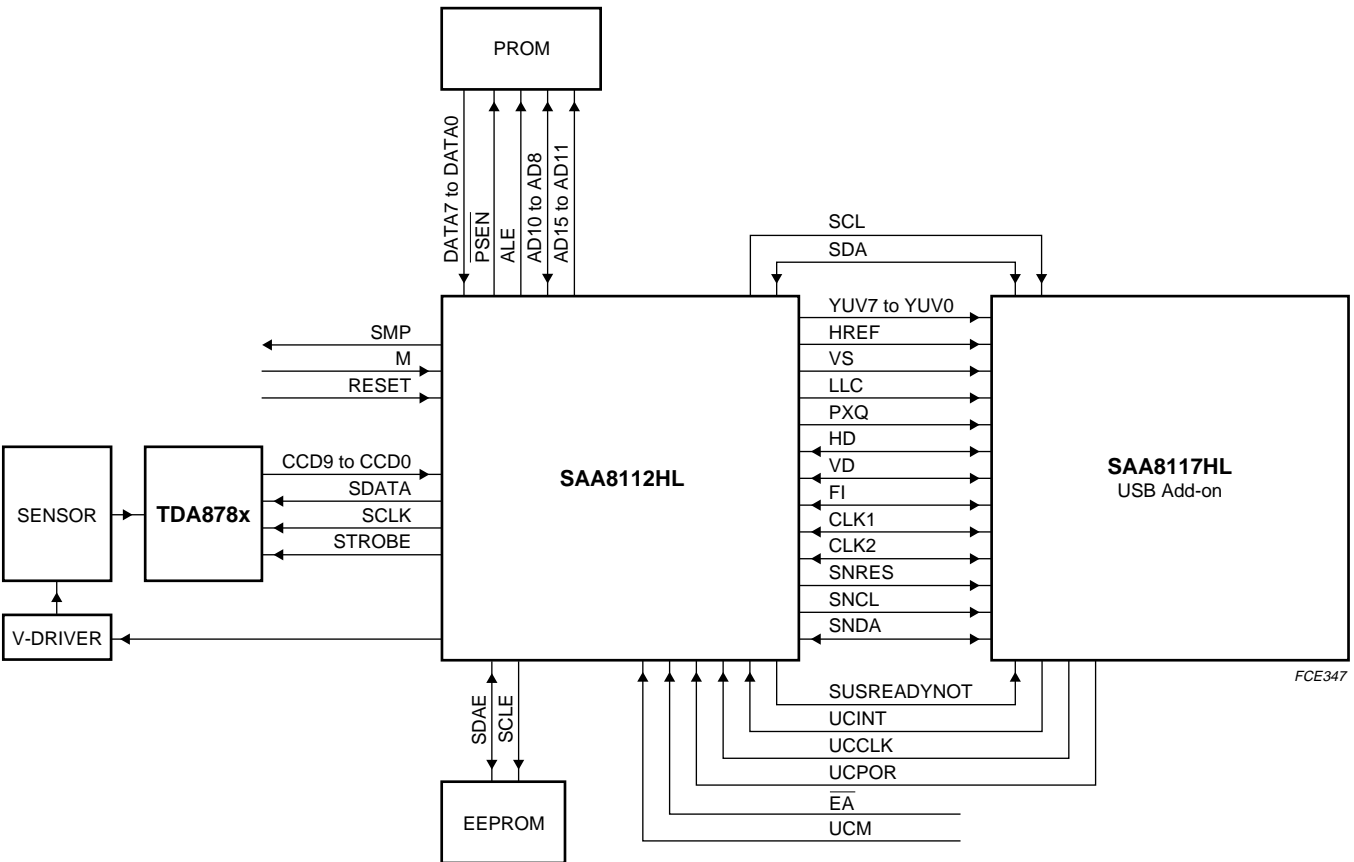 PROM
DATA7 to DATA0
PSEN
ALE
AD10 to AD8
AD15 to AD11
SCL
SDA
SMP
M
RESET
YUV7 to YUV0
HREF
VS
LLC
PXQ
HD
VD
FI
CLK1
CLK2
SNRES
SNCL
SNDA
SENSOR
TDA878x
CCD9 to CCD0
SDATA
SCLK
STROBE
SAA8112HL
SAA8117HL
USB Add-on
V-DRIVER
FCE347
SDAE
SCLE
SUSREADYNOT
UCINT
UCCLK
UCPOR
EA
UCM
EEPROM